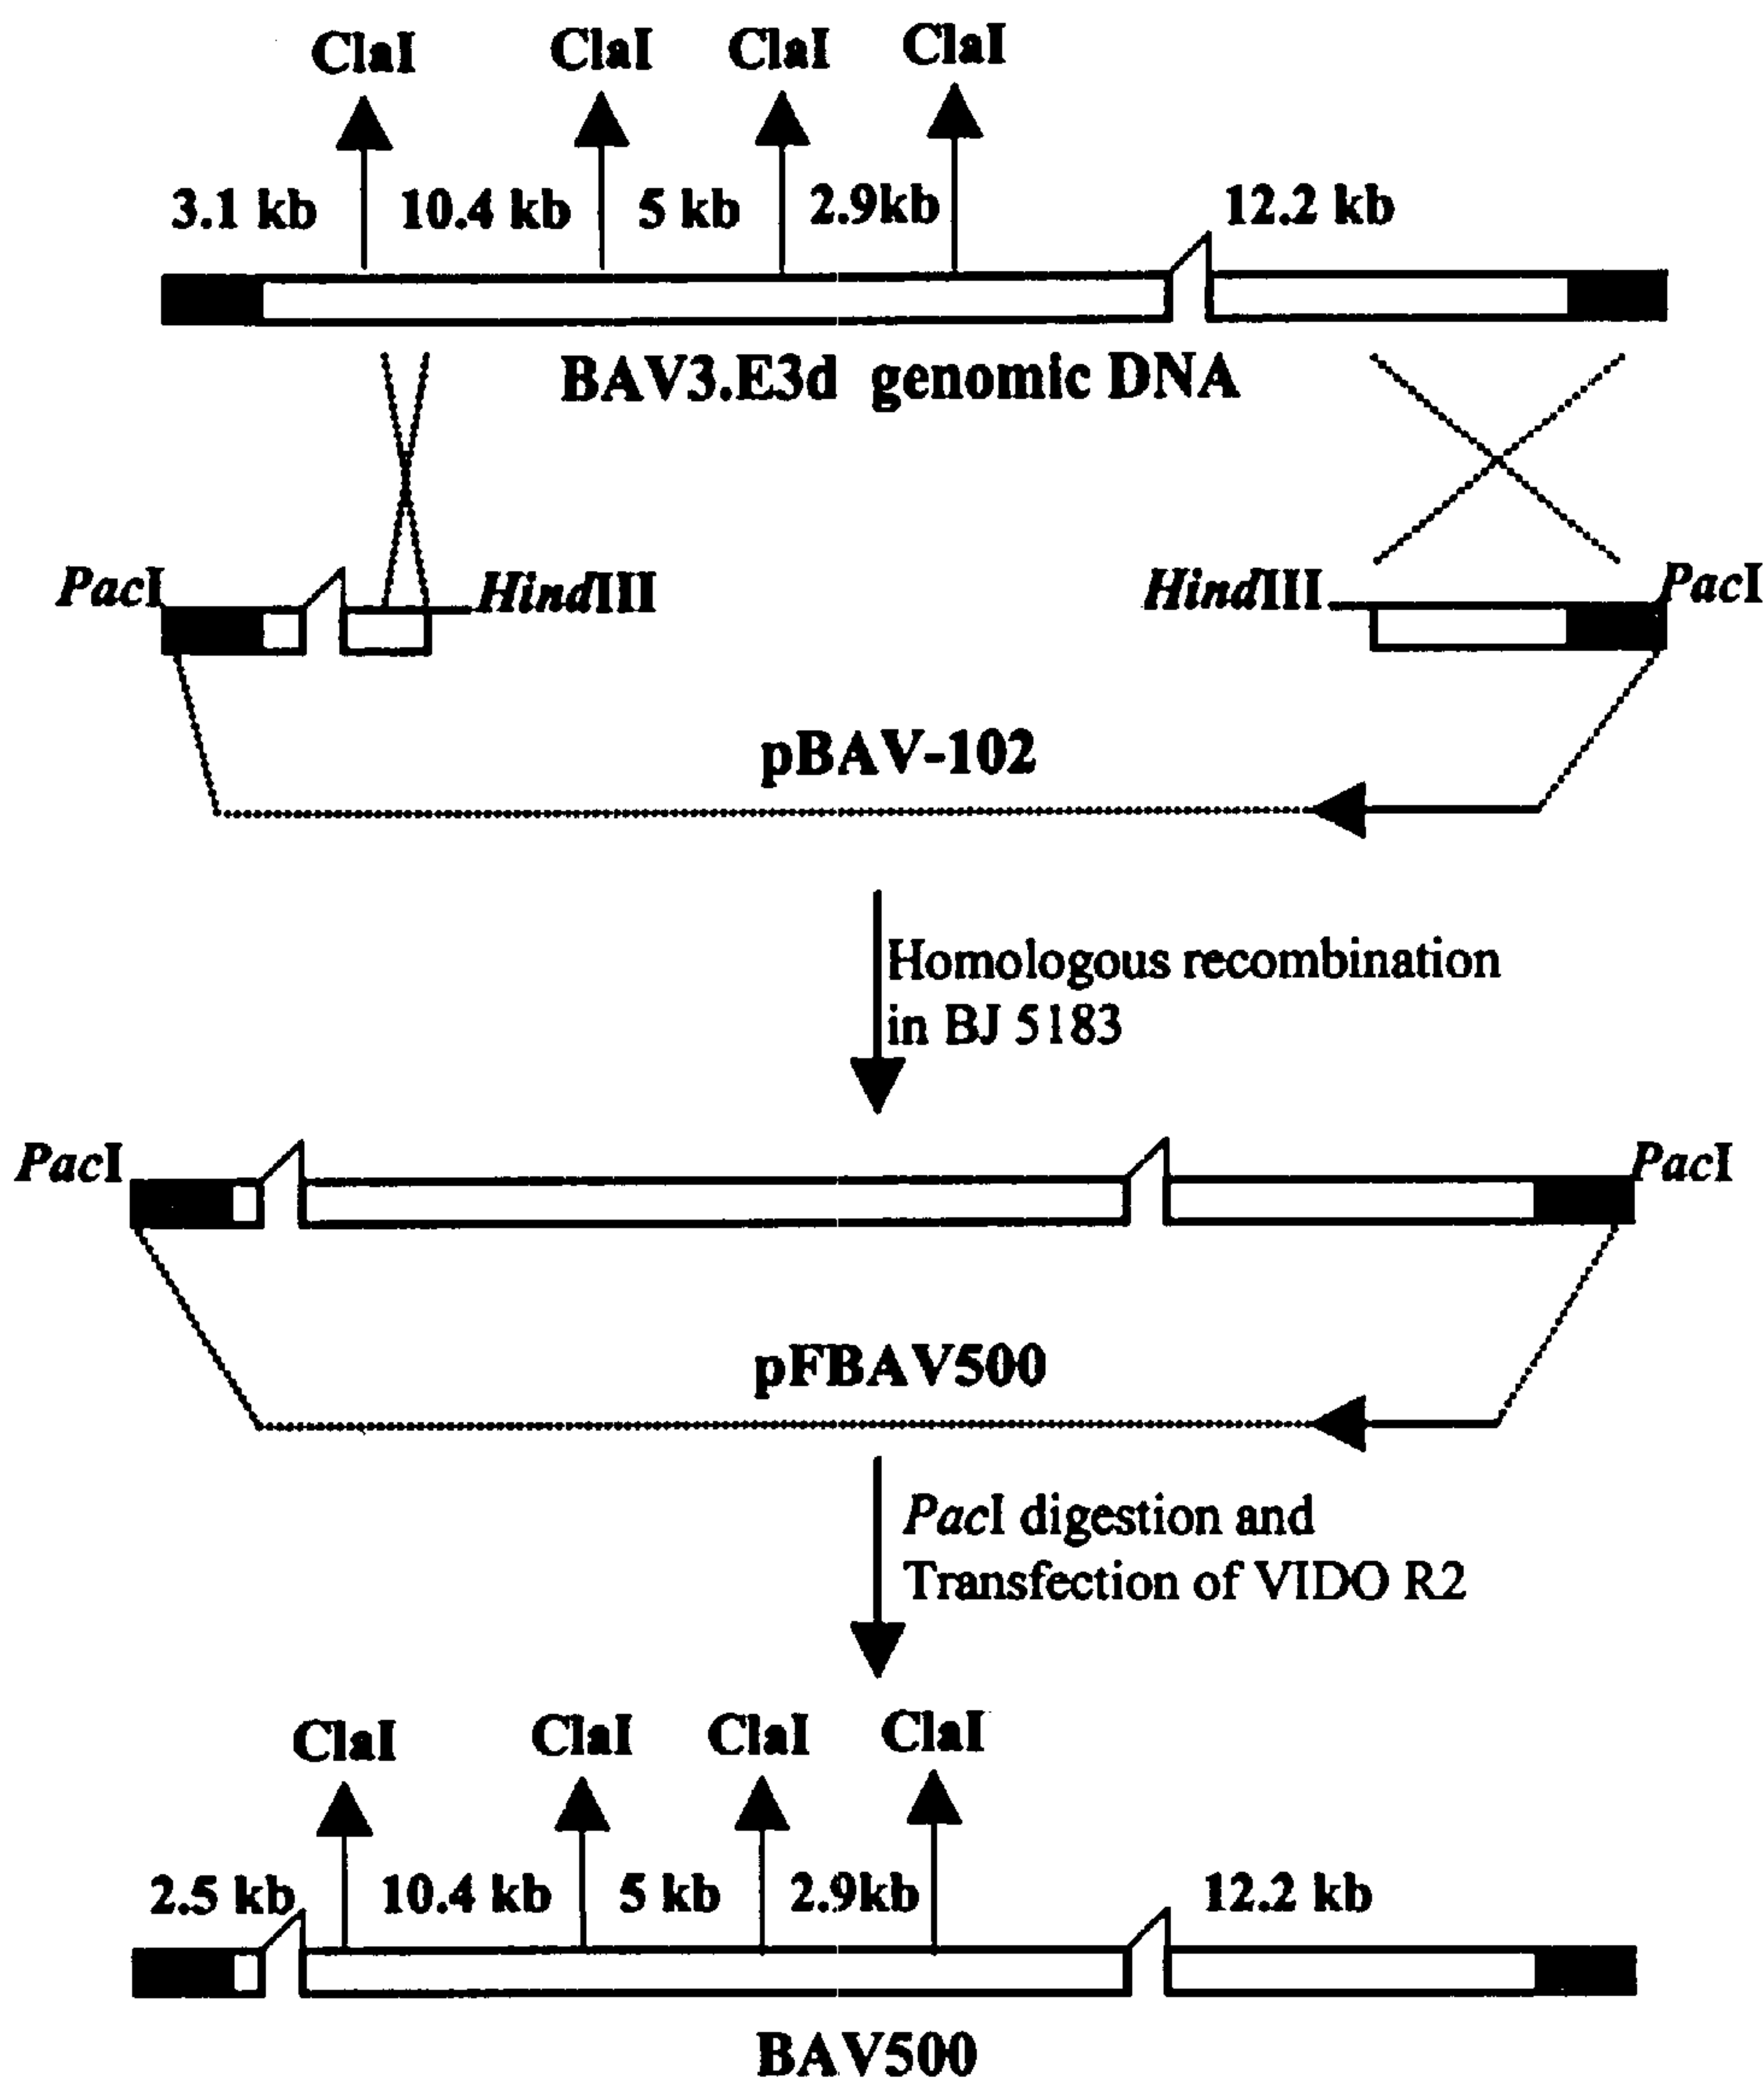 ClaI ClaI ClaI ClaI
3.1 kb 10.4 kb 5 kb 2.9kb 12.2 kb
BAV3.E3d genomic DNA
PacI HindIII HindIII PacI
pBAV-102
Homologous recombination
in BJ 5183
PacI PacI
pFBAV500
PacI digestion and
Transfection of VIDO R2
ClaI ClaI ClaI ClaI
2.5 kb 10.4 kb 5 kb 2.9kb 12.2 kb
BAV500